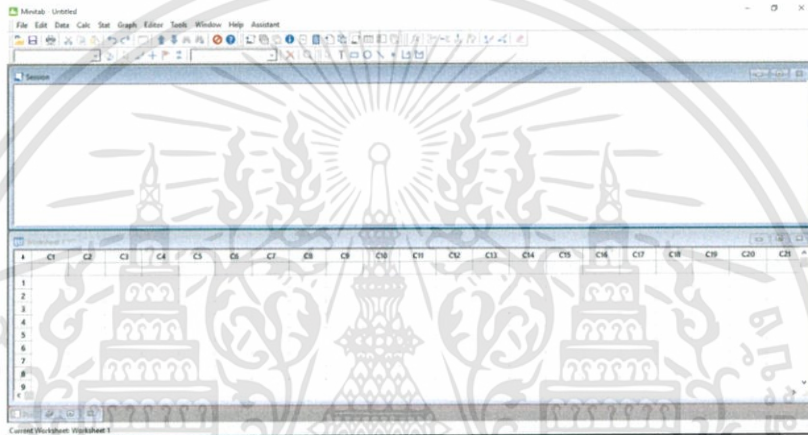 Minitab - Untitled
File Edit Data Calc Stat Graph Editor Tools Window Help Assistant
Session
C1 C2 C3 C4 C5 C6 C7 C8 C9 C10 C11 C12 C13 C14 C15 C16 C17 C18 C19 C20 C21
1
2
3
4
5
6
7
8
9
Current Worksheet: Worksheet 1